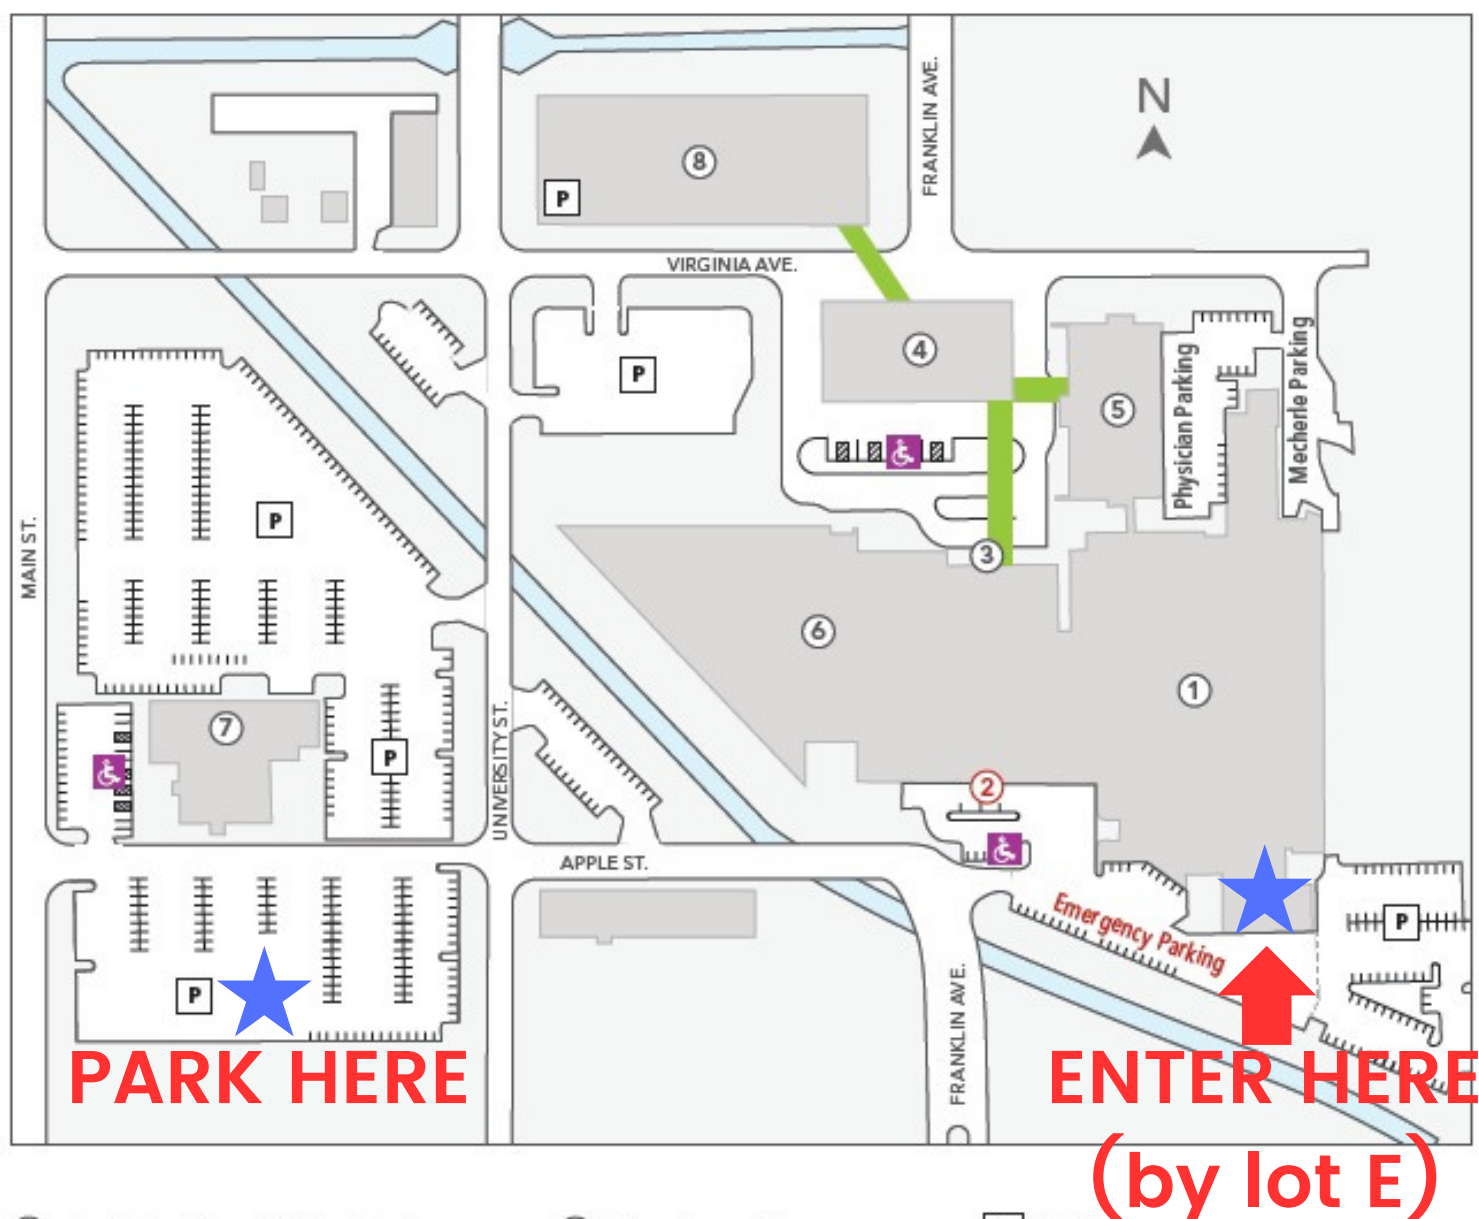 N
FRANKLIN AVE.
8
P
VIRGINIA AVE.
4
5
P
Physician Parking
Mecherle Parking
P
MAIN ST.
3
6
1
7
P
UNIVERSITY ST.
2
APPLE ST.
Emergency Parking
P
P
FRANKLIN AVE.
PARK HERE
ENTER HERE
(by lot E)